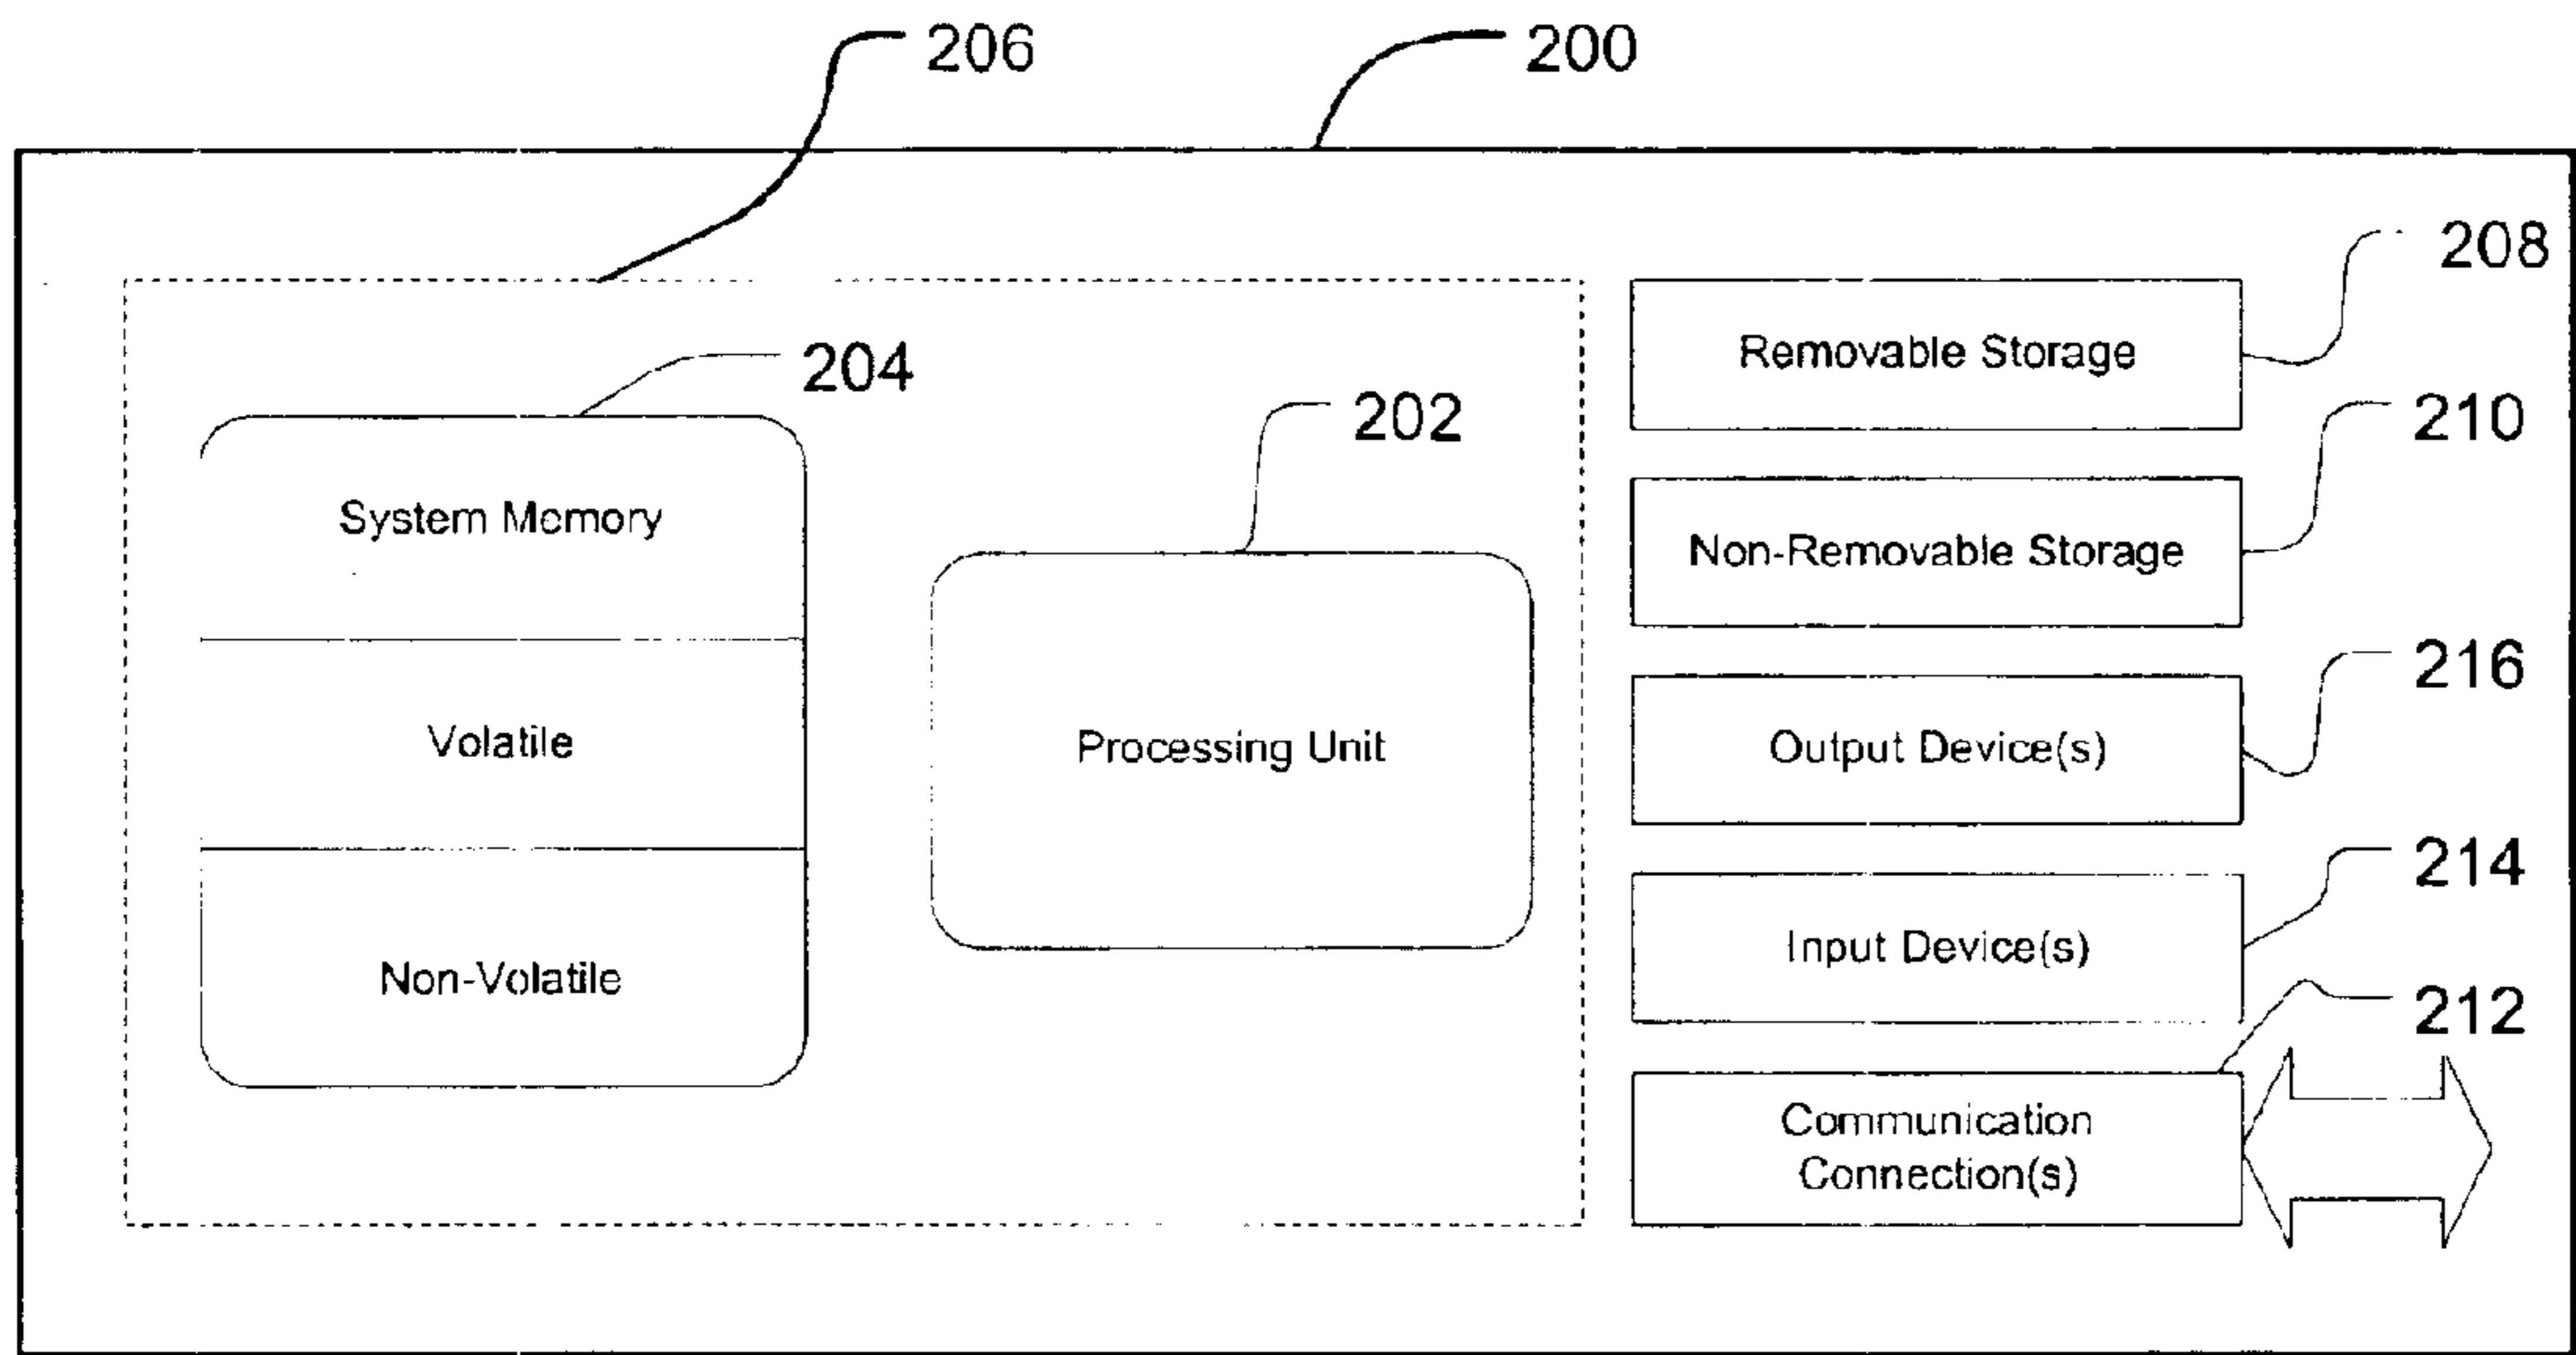 206
200
208
Removable Storage
204
210
202
System Memory
Non-Removable Storage
216
Volatile
Processing Unit
Output Device(s)
214
Input Device(s)
Non-Volatile
212
Communication
Connection(s)